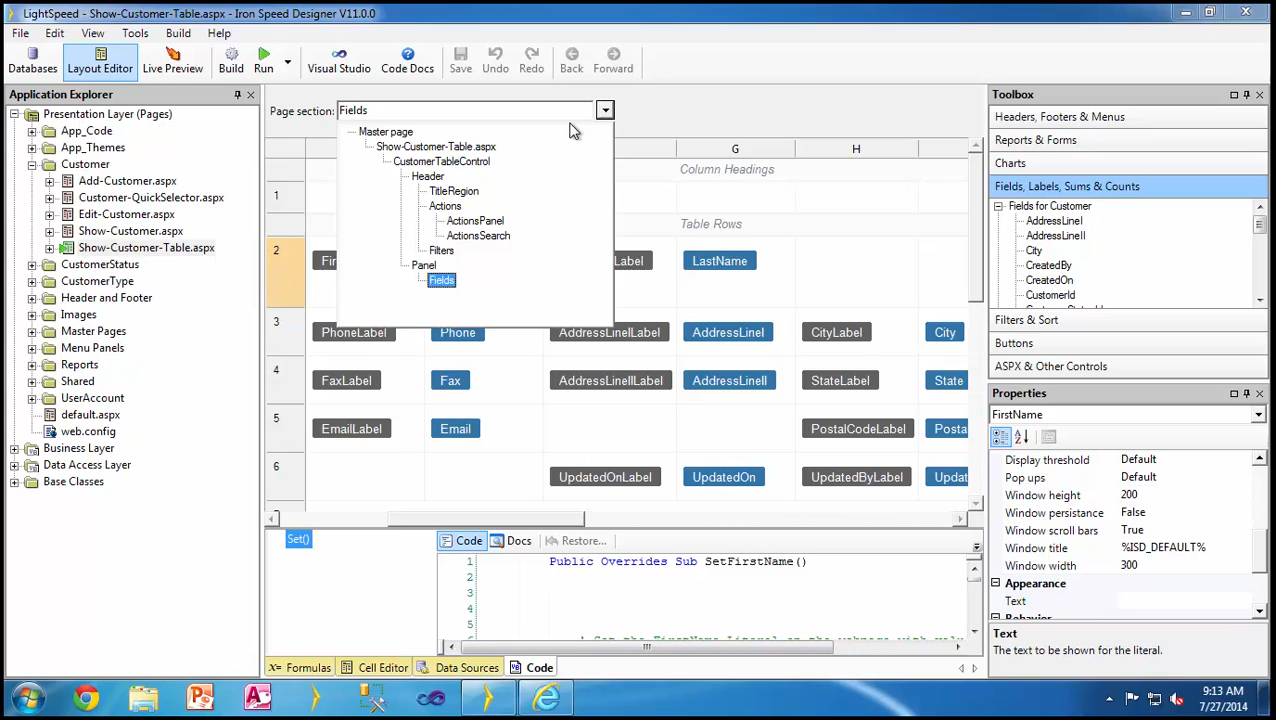 LightSpeed - Show-Customer-Table.aspx - Iron Speed Designer V11.0.0
File Edit View Tools Build Help
Databases Layout Editor Live Preview Build Run Visual Studio Code Docs Save Undo Redo Back Forward
Application Explorer
Presentation Layer (Pages)
App_Code
App_Themes
Customer
Add-Customer.aspx
Customer-QuickSelector.aspx
Edit-Customer.aspx
Show-Customer.aspx
Show-Customer-Table.aspx
CustomerStatus
CustomerType
Header and Footer
Images
Master Pages
Menu Panels
Reports
Shared
UserAccount
default.aspx
web.config
Business Layer
Data Access Layer
Base Classes
Page section: Fields
Master page
Show-Customer-Table.aspx
CustomerTableControl
Header
TitleRegion
Actions
ActionsPanel
ActionsSearch
Filters
Panel
Fields
G H
Column Headings
1
Table Rows
2 LastName
3 PhoneLabel Phone AddressLineILabel AddressLineI CityLabel City
4 FaxLabel Fax AddressLineIILabel AddressLineII StateLabel State
5 EmailLabel Email PostalCodeLabel
6 UpdatedOnLabel UpdatedOn UpdatedByLabel
Set()
Code Docs Restore...
1 Public Overrides Sub SetFirstName()
2
3
4
5
Formulas Cell Editor Data Sources Code
Toolbox
Headers, Footers & Menus
Reports & Forms
Charts
Fields, Labels, Sums & Counts
Fields for Customer
AddressLineI
AddressLineII
City
CreatedBy
CreatedOn
CustomerId
Filters & Sort
Buttons
ASPX & Other Controls
Properties
FirstName
Display threshold Default
Pop ups Default
Window height 200
Window persistance False
Window scroll bars True
Window title %ISD_DEFAULT%
Window width 300
Appearance
Text
Behavior
Text
The text to be shown for the literal.
9:13 AM
7/27/2014